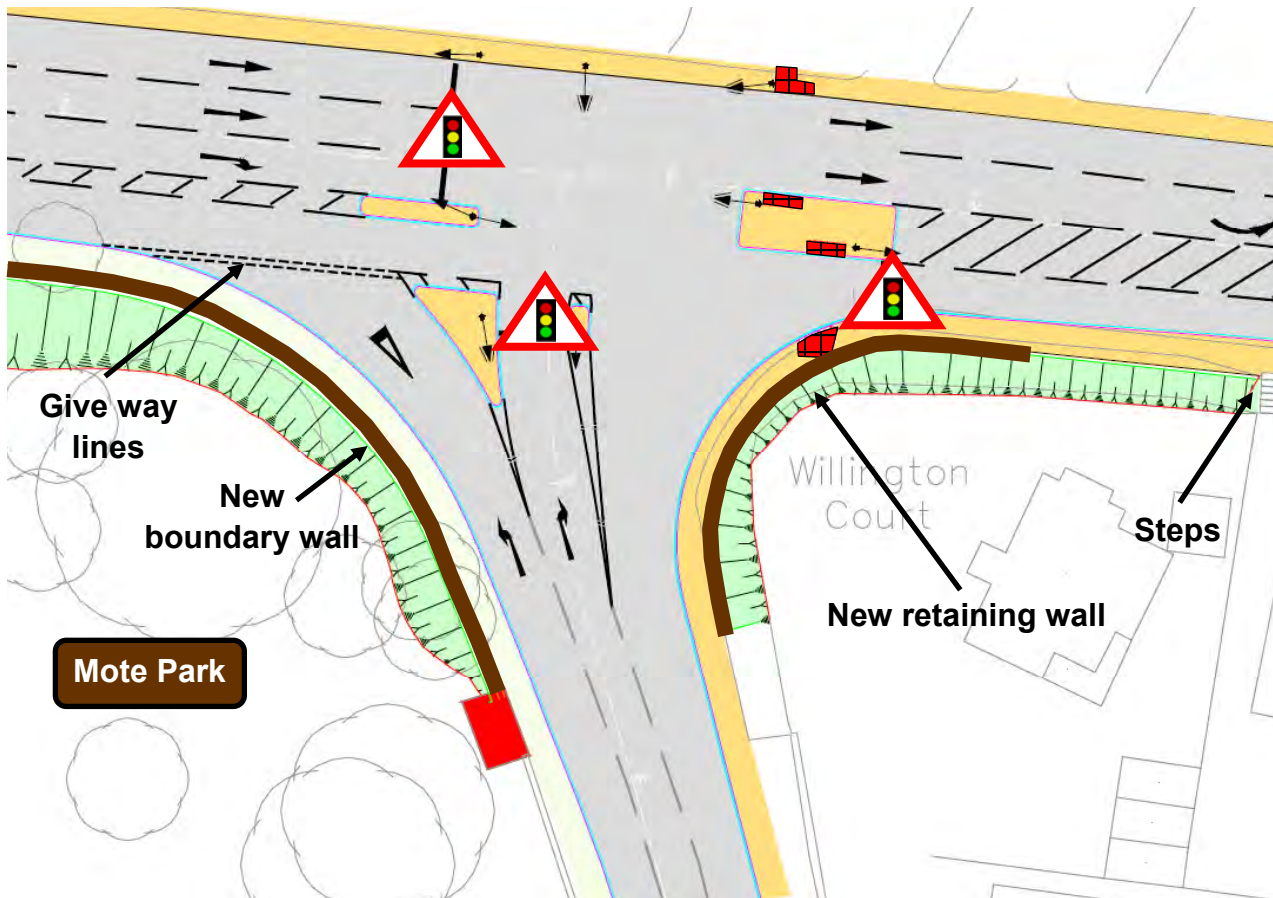 Give way
lines
New
boundary wall
Willington
Court
Steps
New retaining wall
Mote Park